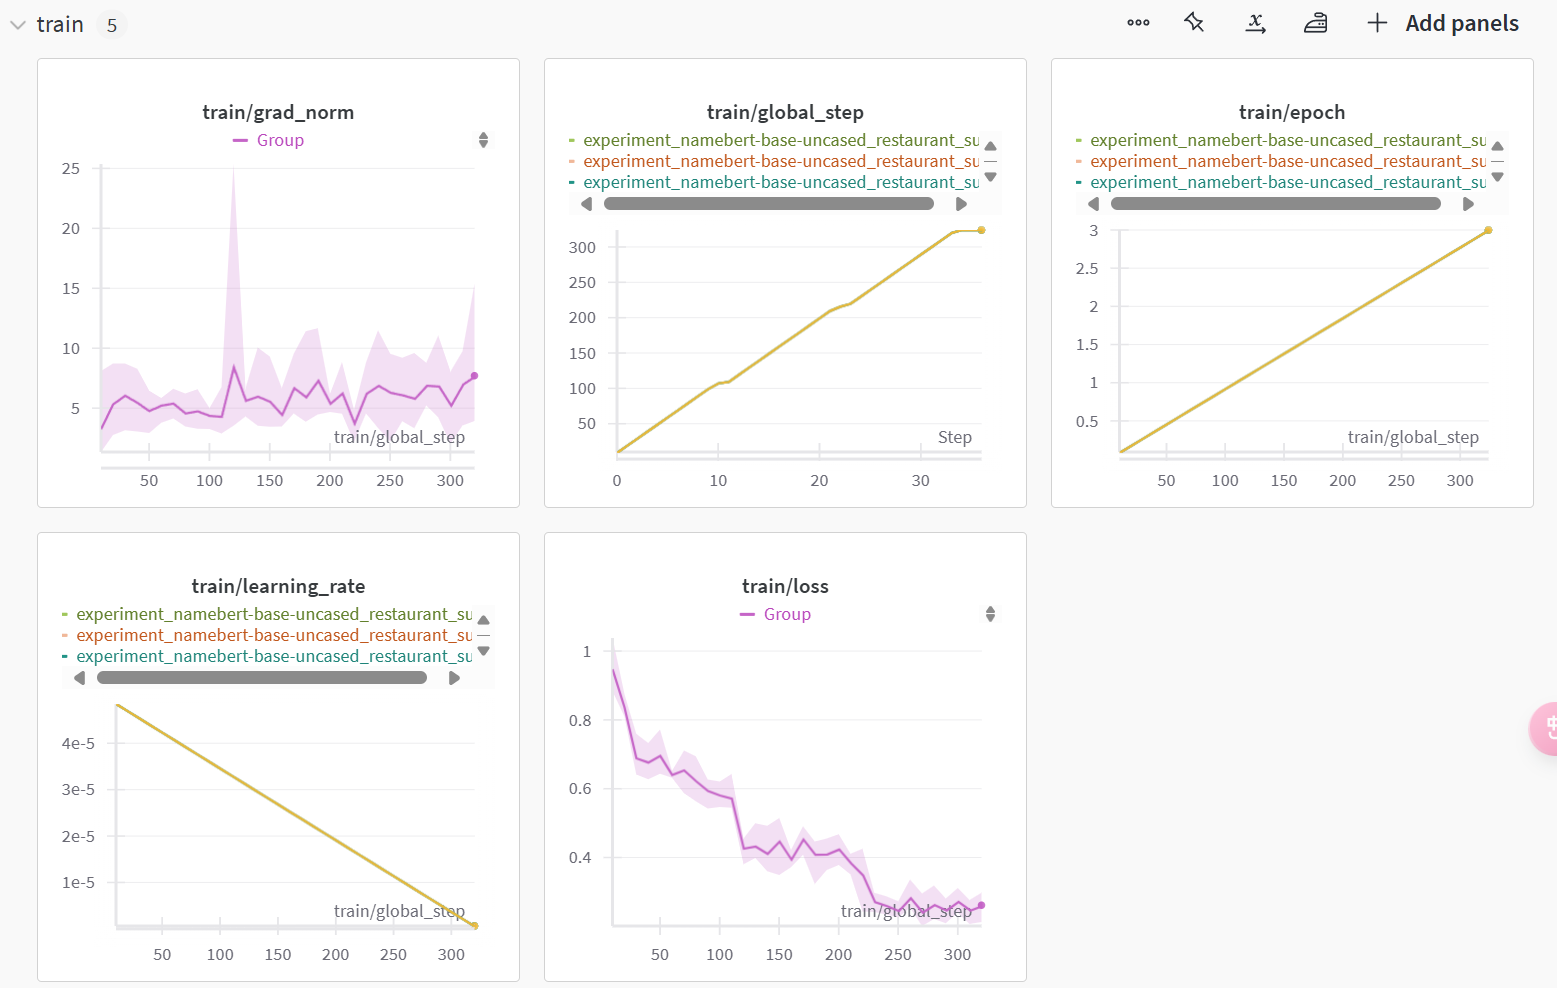 train 5
Add panels
train/grad_norm
Group
25
20
15
10
5
train/global_step
50 100 150 200 250 300
train/global_step
experiment_namebert-base-uncased_restaurant_su
experiment_namebert-base-uncased_restaurant_su
experiment_namebert-base-uncased_restaurant_su
300
250
200
150
100
50
Step
0 10 20 30
train/epoch
experiment_namebert-base-uncased_restaurant_su
experiment_namebert-base-uncased_restaurant_su
experiment_namebert-base-uncased_restaurant_su
3
2.5
2
1.5
1
0.5
train/global_step
50 100 150 200 250 300
train/learning_rate
experiment_namebert-base-uncased_restaurant_su
experiment_namebert-base-uncased_restaurant_su
experiment_namebert-base-uncased_restaurant_su
4e-5
3e-5
2e-5
1e-5
train/global_step
50 100 150 200 250 300
train/loss
Group
1
0.8
0.6
0.4
train/global_step
50 100 150 200 250 300